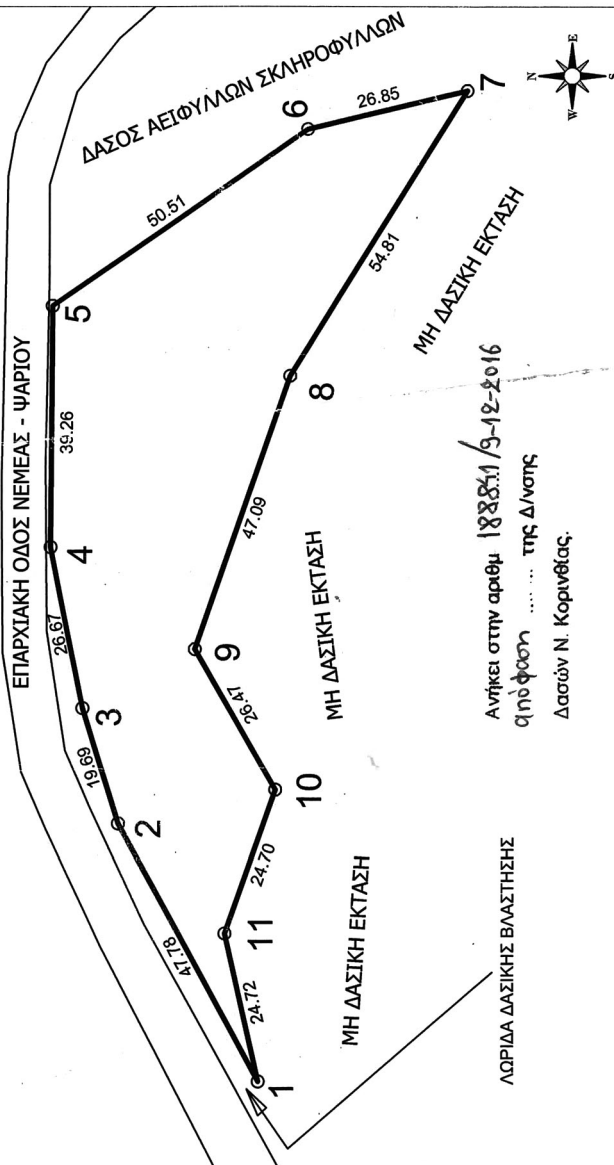 ΕΠΑΡΧΙΑΚΗ ΟΔΟΣ ΝΕΜΕΑΣ - ΨΑΡΙΟΥ
ΔΑΣΟΣ ΑΕΙΦΥΛΛΩΝ ΣΚΛΗΡΟΦΥΛΛΩΝ
1
2
3
4
5
6
7
8
9
10
11
47.78
19.69
26.67
39.26
50.51
26.85
54.81
47.09
26.47
24.70
24.72
ΜΗ ΔΑΣΙΚΗ ΕΚΤΑΣΗ
ΜΗ ΔΑΣΙΚΗ ΕΚΤΑΣΗ
ΜΗ ΔΑΣΙΚΗ ΕΚΤΑΣΗ
ΛΩΡΙΔΑ ΔΑΣΙΚΗΣ ΒΛΑΣΤΗΣΗΣ
Ανήκει στην αριθμ 188841/9-12-2016
απόφαση ...... της Δ/νσης
Δασών Ν. Κορινθίας.
N
E
S
W